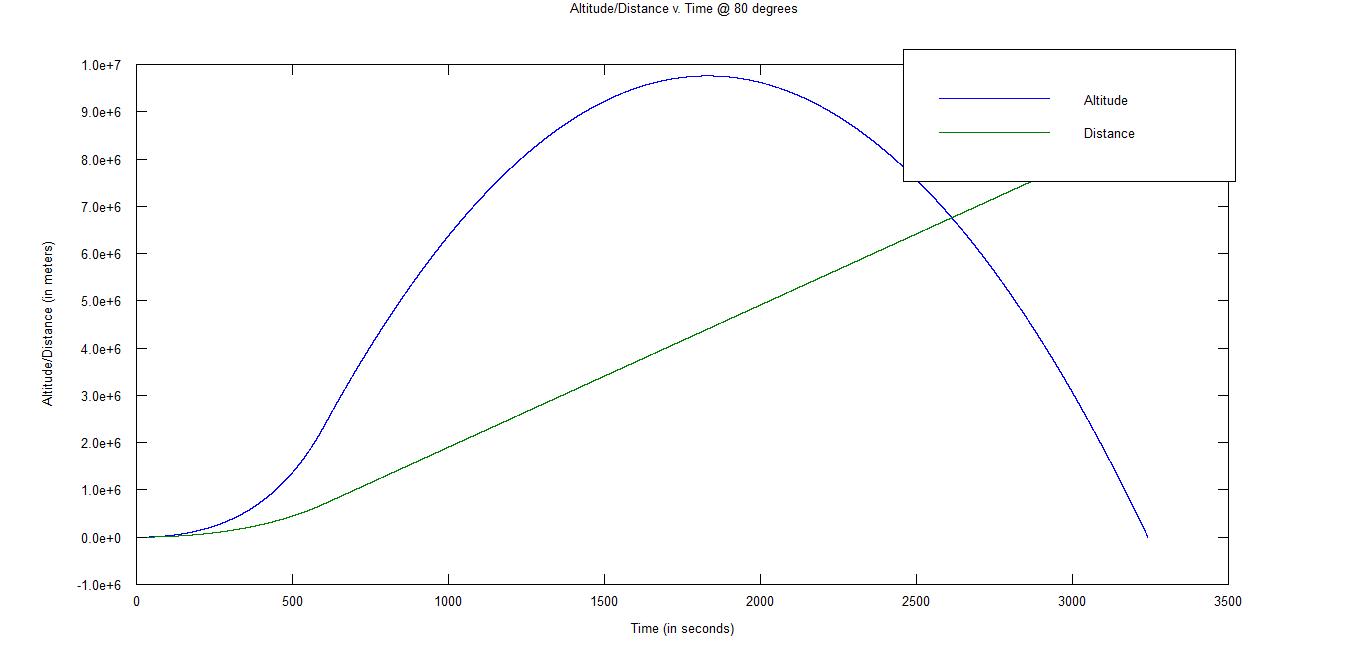 Altitude/Distance v. Time @ 80 degrees
1.0e+7
9.0e+6
8.0e+6
7.0e+6
6.0e+6
5.0e+6
4.0e+6
3.0e+6
2.0e+6
1.0e+6
0.0e+0
-1.0e+6
Altitude/Distance (in meters)
Altitude
Distance
0 500 1000 1500 2000 2500 3000 3500
Time (in seconds)